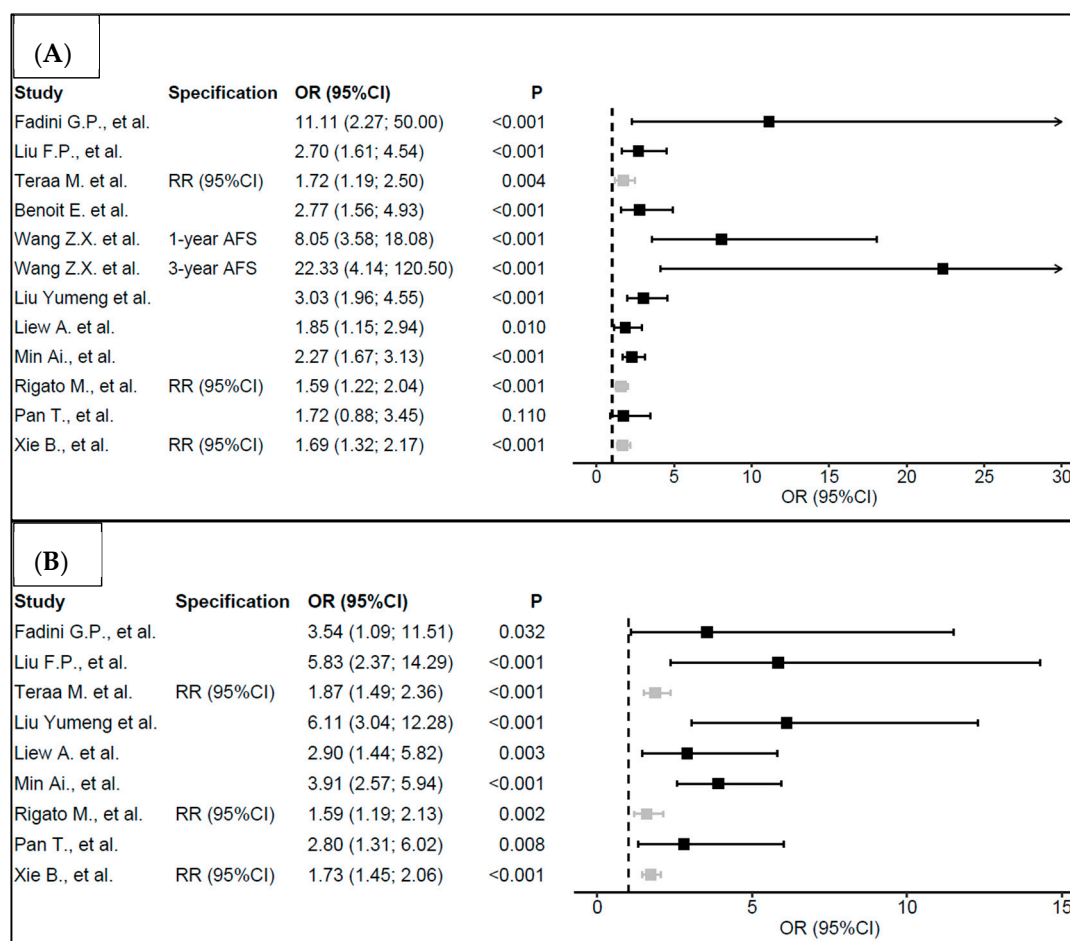 (A)
Study Specification OR (95%CI) P
Fadini G.P., et al. 11.11 (2.27; 50.00) <0.001
Liu F.P., et al. 2.70 (1.61; 4.54) <0.001
Teraa M. et al. RR (95%CI) 1.72 (1.19; 2.50) 0.004
Benoit E. et al. 2.77 (1.56; 4.93) <0.001
Wang Z.X. et al. 1-year AFS 8.05 (3.58; 18.08) <0.001
Wang Z.X. et al. 3-year AFS 22.33 (4.14; 120.50) <0.001
Liu Yumeng et al. 3.03 (1.96; 4.55) <0.001
Liew A. et al. 1.85 (1.15; 2.94) 0.010
Min Ai., et al. 2.27 (1.67; 3.13) <0.001
Rigato M., et al. RR (95%CI) 1.59 (1.22; 2.04) <0.001
Pan T., et al. 1.72 (0.88; 3.45) 0.110
Xie B., et al. RR (95%CI) 1.69 (1.32; 2.17) <0.001
0 5 10 15 20 25 30
OR (95%CI)
(B)
Study Specification OR (95%CI) P
Fadini G.P., et al. 3.54 (1.09; 11.51) 0.032
Liu F.P., et al. 5.83 (2.37; 14.29) <0.001
Teraa M. et al. RR (95%CI) 1.87 (1.49; 2.36) <0.001
Liu Yumeng et al. 6.11 (3.04; 12.28) <0.001
Liew A. et al. 2.90 (1.44; 5.82) 0.003
Min Ai., et al. 3.91 (2.57; 5.94) <0.001
Rigato M., et al. RR (95%CI) 1.59 (1.19; 2.13) 0.002
Pan T., et al. 2.80 (1.31; 6.02) 0.008
Xie B., et al. RR (95%CI) 1.73 (1.45; 2.06) <0.001
0 5 10 15
OR (95%CI)